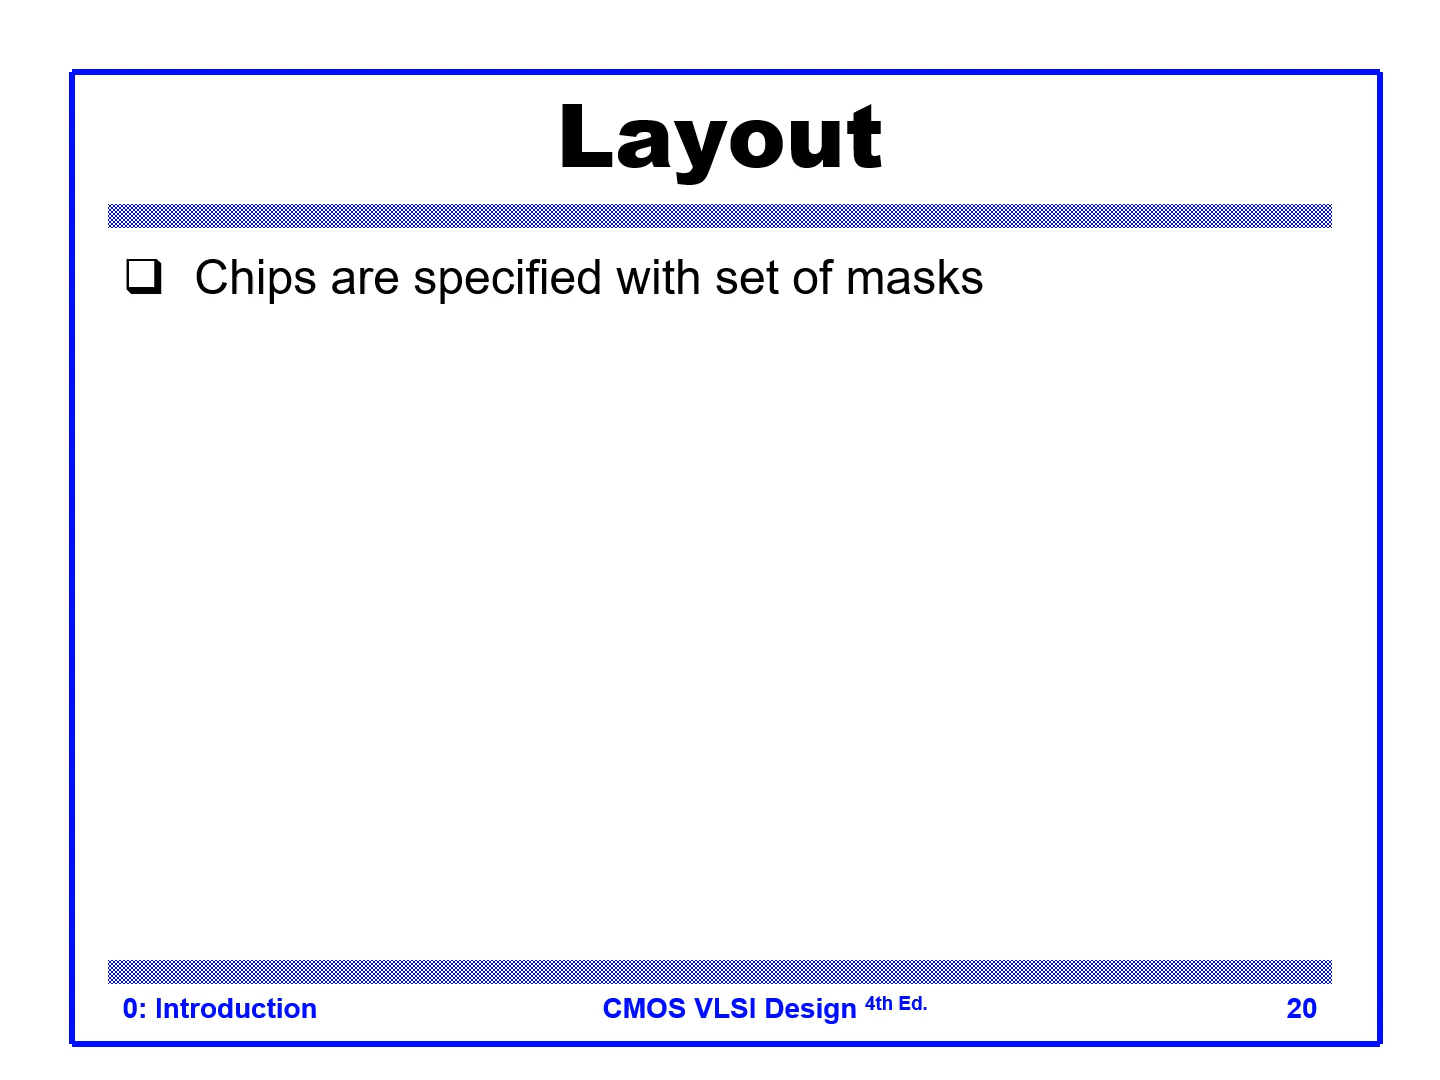 Layout
❑ Chips are specified with set of masks
0: Introduction CMOS VLSI Design 4th Ed. 20